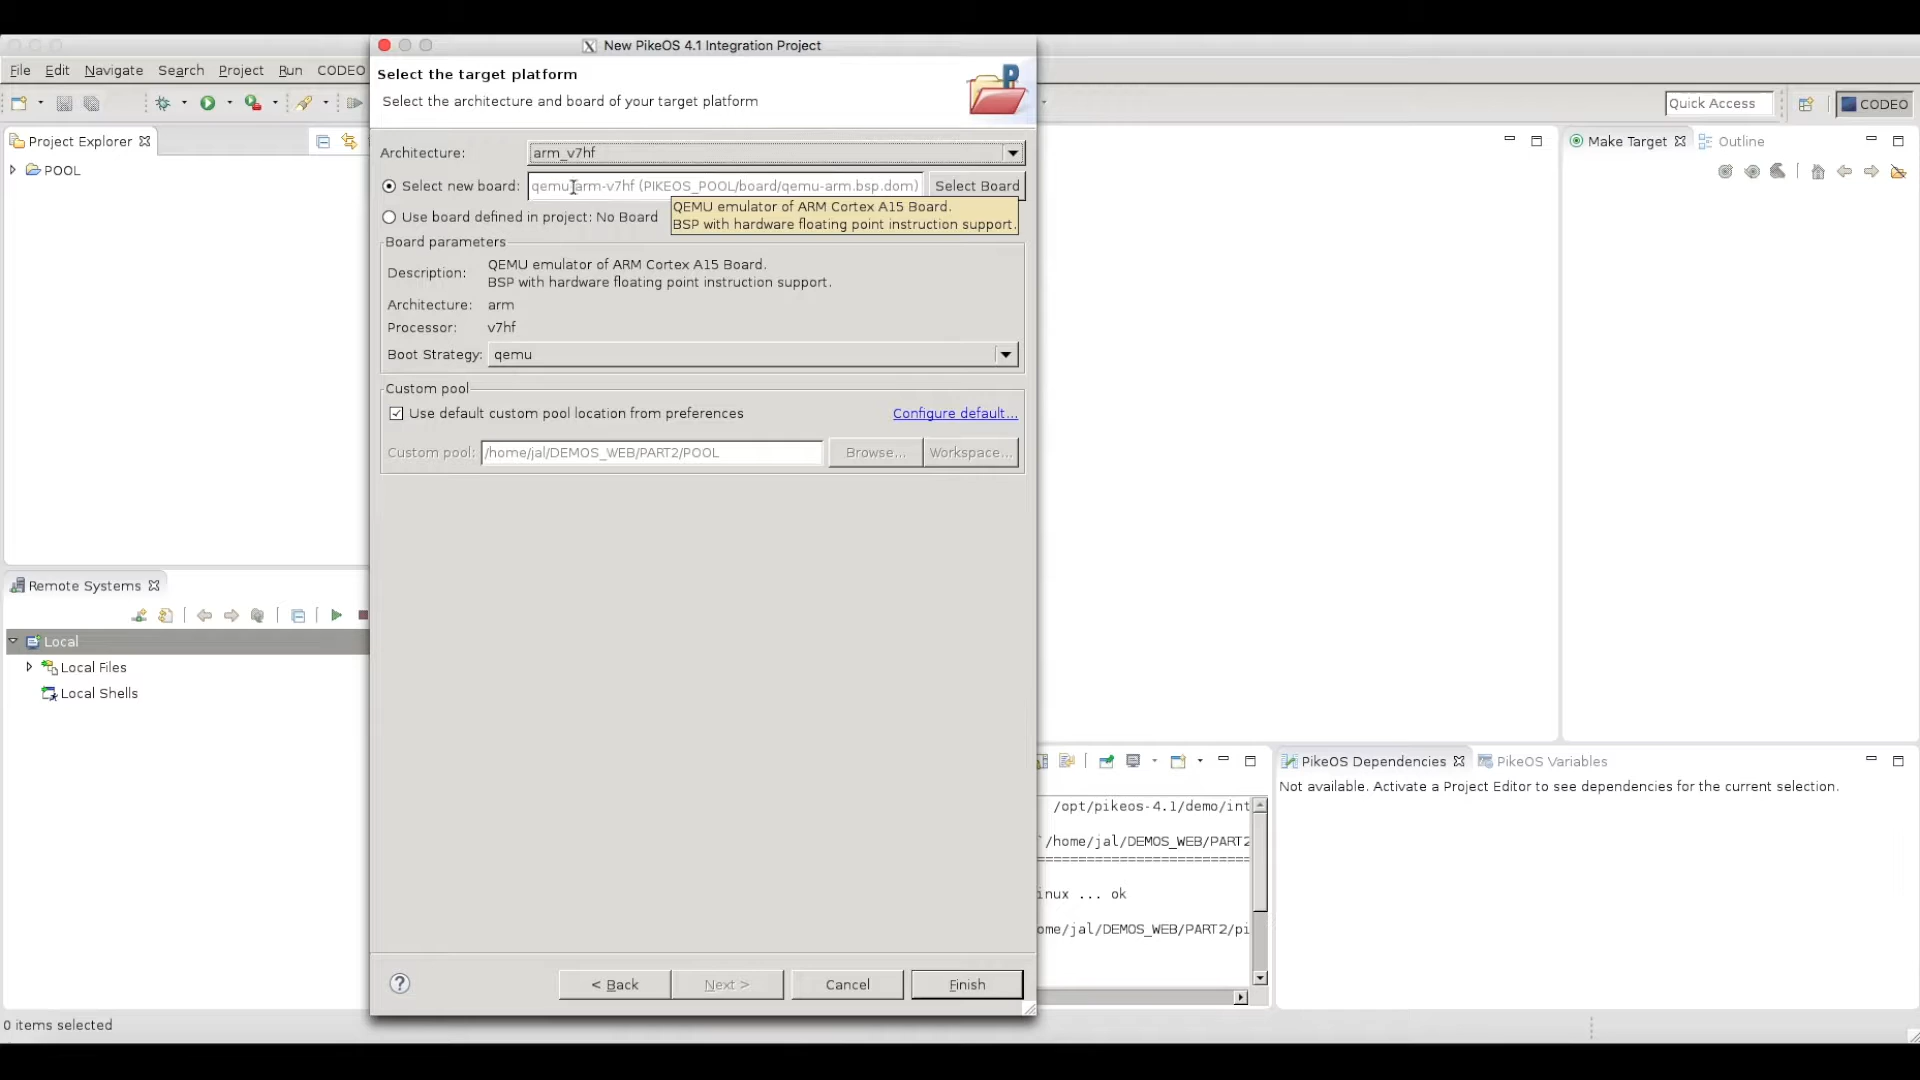 New PikeOS 4.1 Integration Project
File Edit Navigate Search Project Run CODEO
Select the target platform
Select the architecture and board of your target platform
P
Quick Access
CODEO
Project Explorer
POOL
Make Target
Outline
Architecture: arm_v7hf
Select new board: qemu-arm-v7hf (PIKEOS_POOL/board/qemu-arm.bsp.dom) Select Board
Use board defined in project: No Board
QEMU emulator of ARM Cortex A15 Board.
BSP with hardware floating point instruction support.
Board parameters
Description: QEMU emulator of ARM Cortex A15 Board.
BSP with hardware floating point instruction support.
Architecture: arm
Processor: v7hf
Boot Strategy: qemu
Custom pool
Use default custom pool location from preferences Configure default...
Custom pool: /home/jal/DEMOS_WEB/PART2/POOL Browse... Workspace...
Remote Systems
Local
Local Files
Local Shells
/opt/pikeos-4.1/demo/int
`/home/jal/DEMOS_WEB/PART2
===========================
inux ... ok
ome/jal/DEMOS_WEB/PART2/pi
PikeOS Dependencies
PikeOS Variables
Not available. Activate a Project Editor to see dependencies for the current selection.
? < Back Next > Cancel Finish
0 items selected